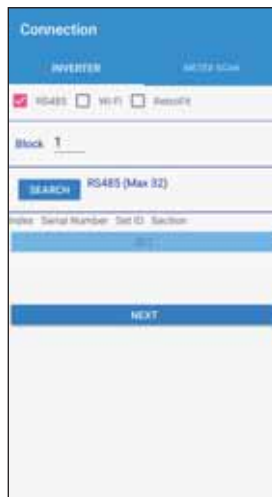 Connection
INVERTER METER SCAN
RS485 Wi-Fi Retrofit
Block 1
SEARCH RS485 (Max 32)
Index Serial Number Set ID Section
NEXT